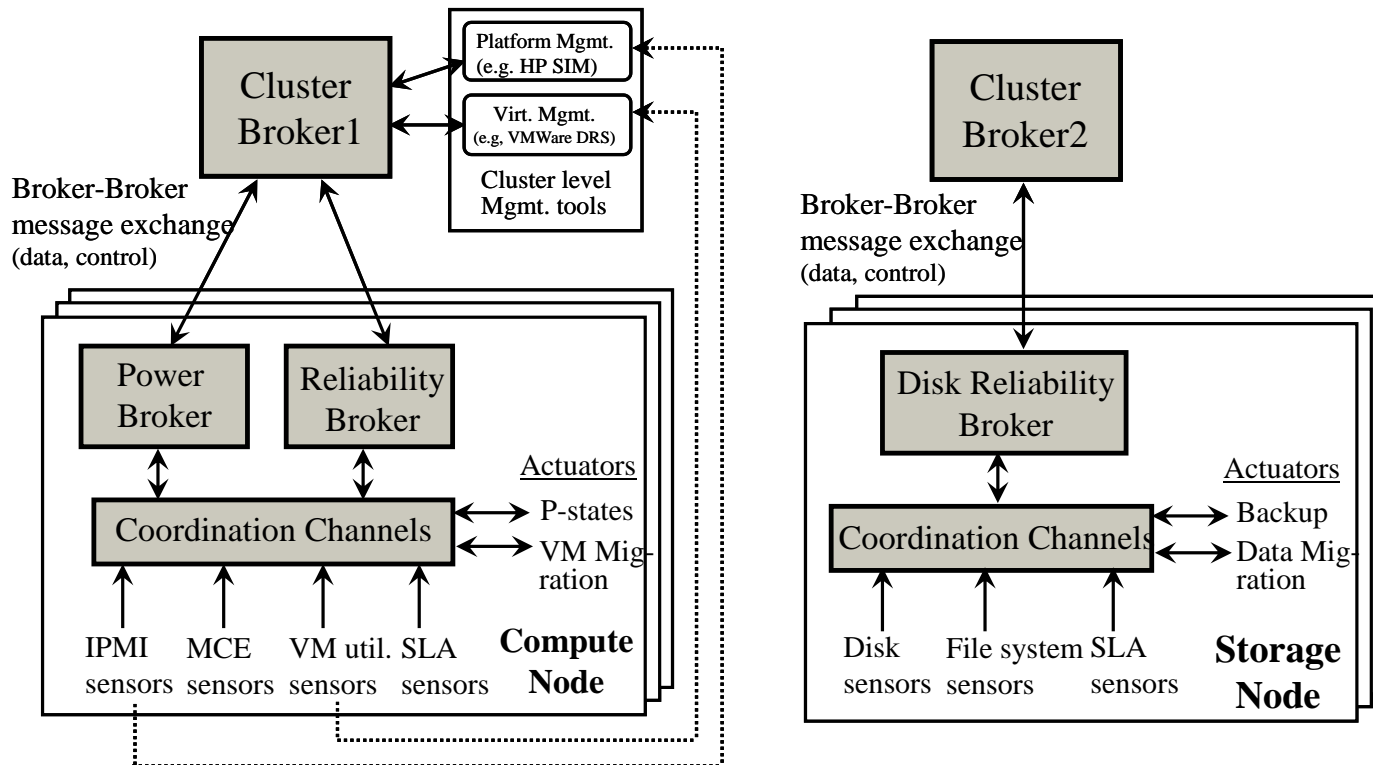 Cluster
Broker1
Platform Mgmt.
(e.g. HP SIM)
Virt. Mgmt.
(e.g, VMWare DRS)
Cluster level
Mgmt. tools
Broker-Broker
message exchange
(data, control)
Power
Broker
Reliability
Broker
Coordination Channels
Actuators
P-states
VM Mig-
ration
IPMI
sensors
MCE
sensors
VM util.
sensors
SLA
sensors
Compute
Node
Cluster
Broker2
Broker-Broker
message exchange
(data, control)
Disk Reliability
Broker
Coordination Channels
Actuators
Backup
Data Mig-
ration
Disk
sensors
File system
sensors
SLA
sensors
Storage
Node